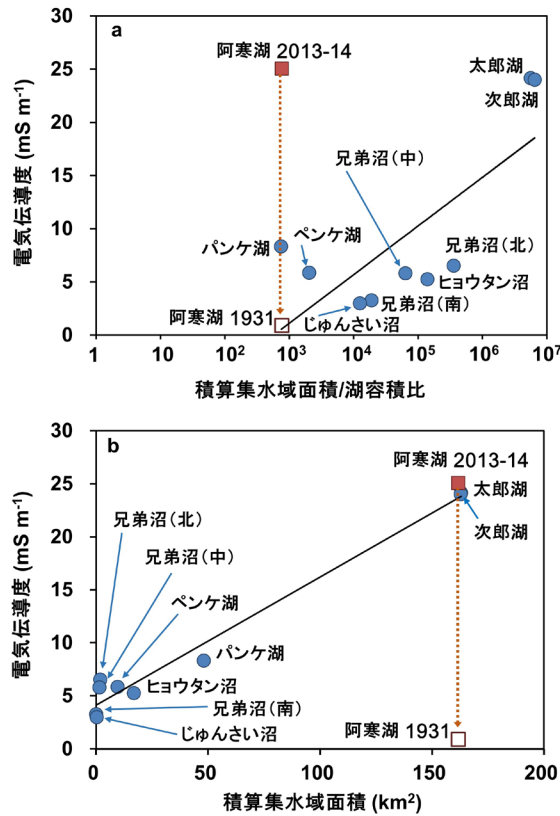 a
30
25
20
15
10
5
0
電気伝導度 (mS m-1)
阿寒湖 2013-14
太郎湖
次郎湖
兄弟沼（中）
ペンケ湖
パンケ湖
兄弟沼（北）
ヒョウタン沼
兄弟沼（南）
阿寒湖 1931
じゅんさい沼
1 10 10² 10³ 10⁴ 10⁵ 10⁶ 10⁷
積算集水域面積/湖容積比
b
30
25
20
15
10
5
0
電気伝導度 (mS m-1)
阿寒湖 2013-14
太郎湖
次郎湖
兄弟沼（北）
兄弟沼（中）
ペンケ湖
パンケ湖
ヒョウタン沼
兄弟沼（南）
じゅんさい沼
阿寒湖 1931
0 50 100 150 200
積算集水域面積 (km²)